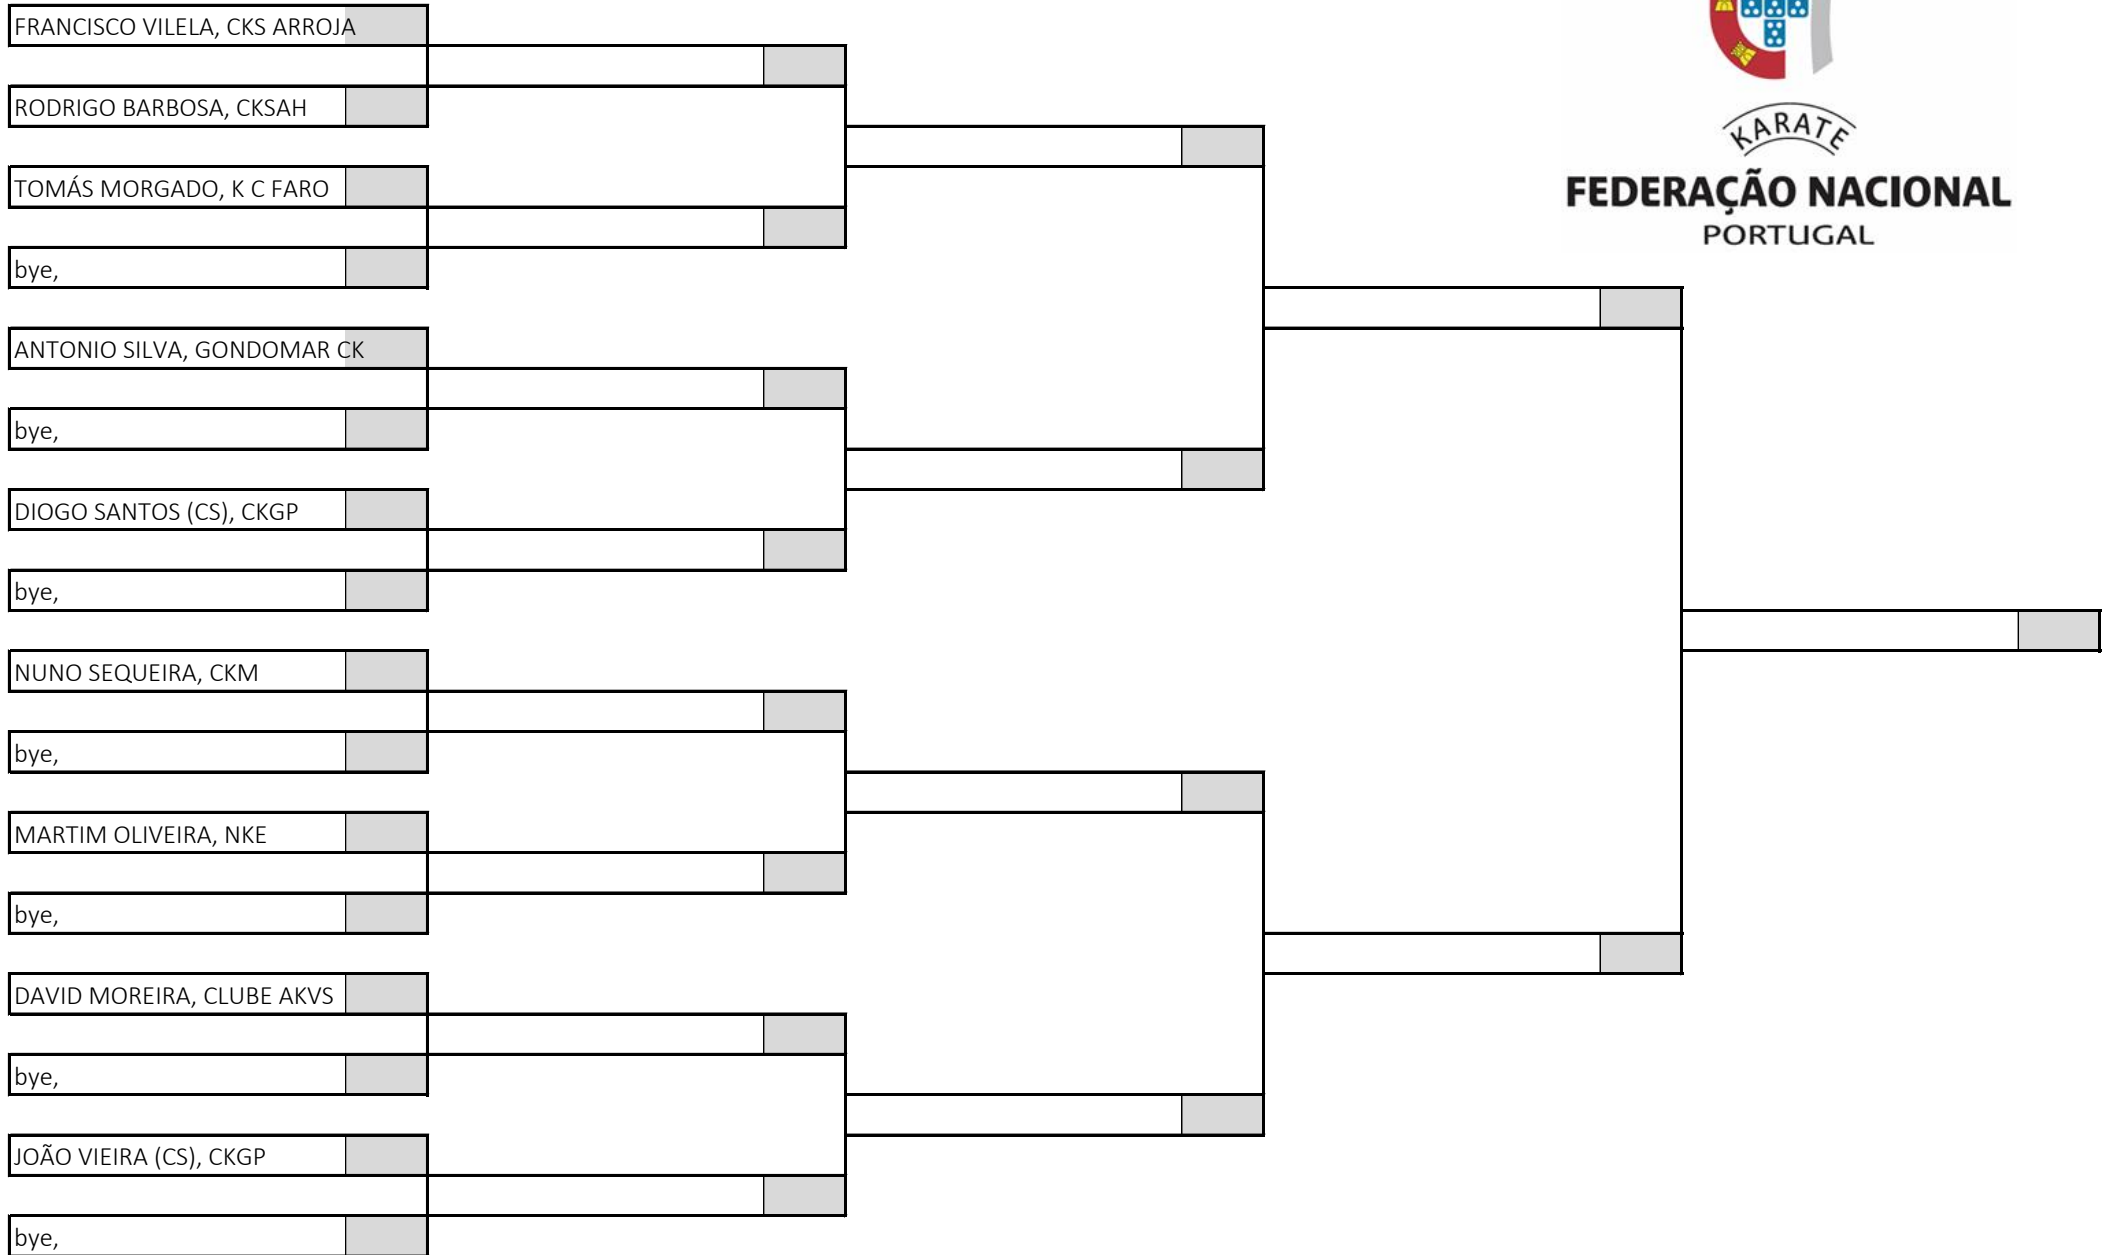 FRANCISCO VILELA, CKS ARROJA
RODRIGO BARBOSA, CKSAH
TOMÁS MORGADO, K C FARO
bye,
ANTONIO SILVA, GONDOMAR CK
bye,
DIOGO SANTOS (CS), CKGP
bye,
NUNO SEQUEIRA, CKM
bye,
MARTIM OLIVEIRA, NKE
bye,
DAVID MOREIRA, CLUBE AKVS
bye,
JOÃO VIEIRA (CS), CKGP
bye,
KARATE
FEDERAÇÃO NACIONAL
PORTUGAL